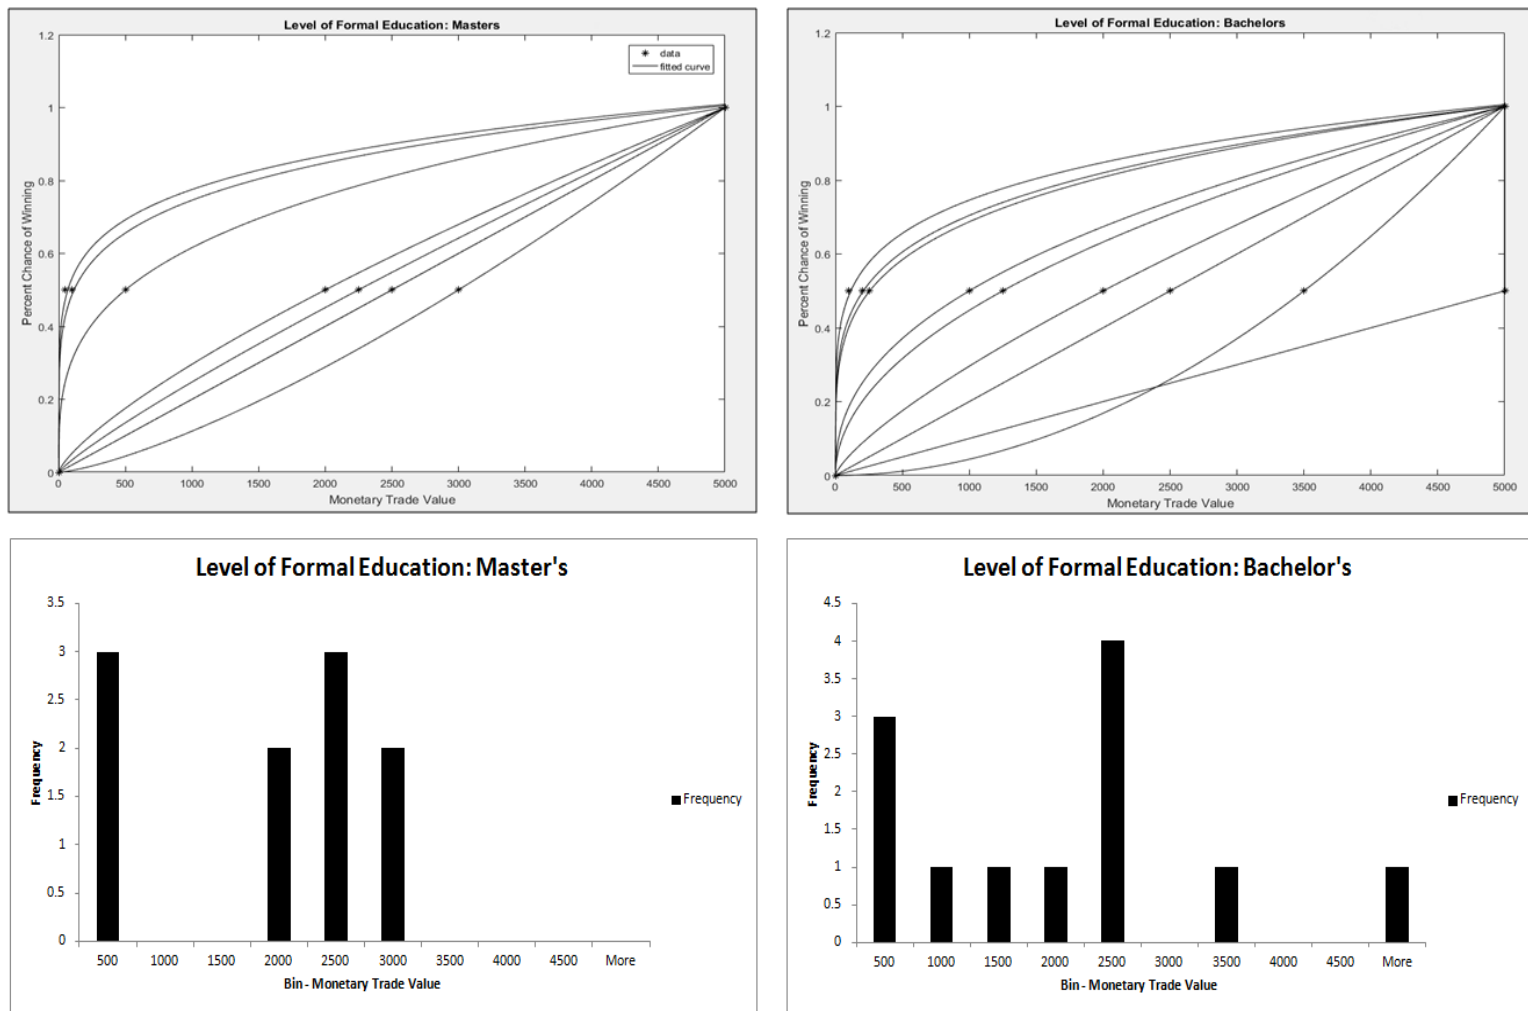 Level of Formal Education: Masters
1.2
1
0.8
0.6
0.4
0.2
0
Percent Chance of Winning
data
fitted curve
0 500 1000 1500 2000 2500 3000 3500 4000 4500 5000
Monetary Trade Value
Level of Formal Education: Bachelors
1.2
1
0.8
0.6
0.4
0.2
0
Percent Chance of Winning
0 500 1000 1500 2000 2500 3000 3500 4000 4500 5000
Monetary Trade Value
Level of Formal Education: Master's
3.5
3
2.5
2
1.5
1
0.5
0
Frequency
Frequency
500 1000 1500 2000 2500 3000 3500 4000 4500 More
Bin - Monetary Trade Value
Level of Formal Education: Bachelor's
4.5
4
3.5
3
2.5
2
1.5
1
0.5
0
Frequency
Frequency
500 1000 1500 2000 2500 3000 3500 4000 4500 More
Bin - Monetary Trade Value